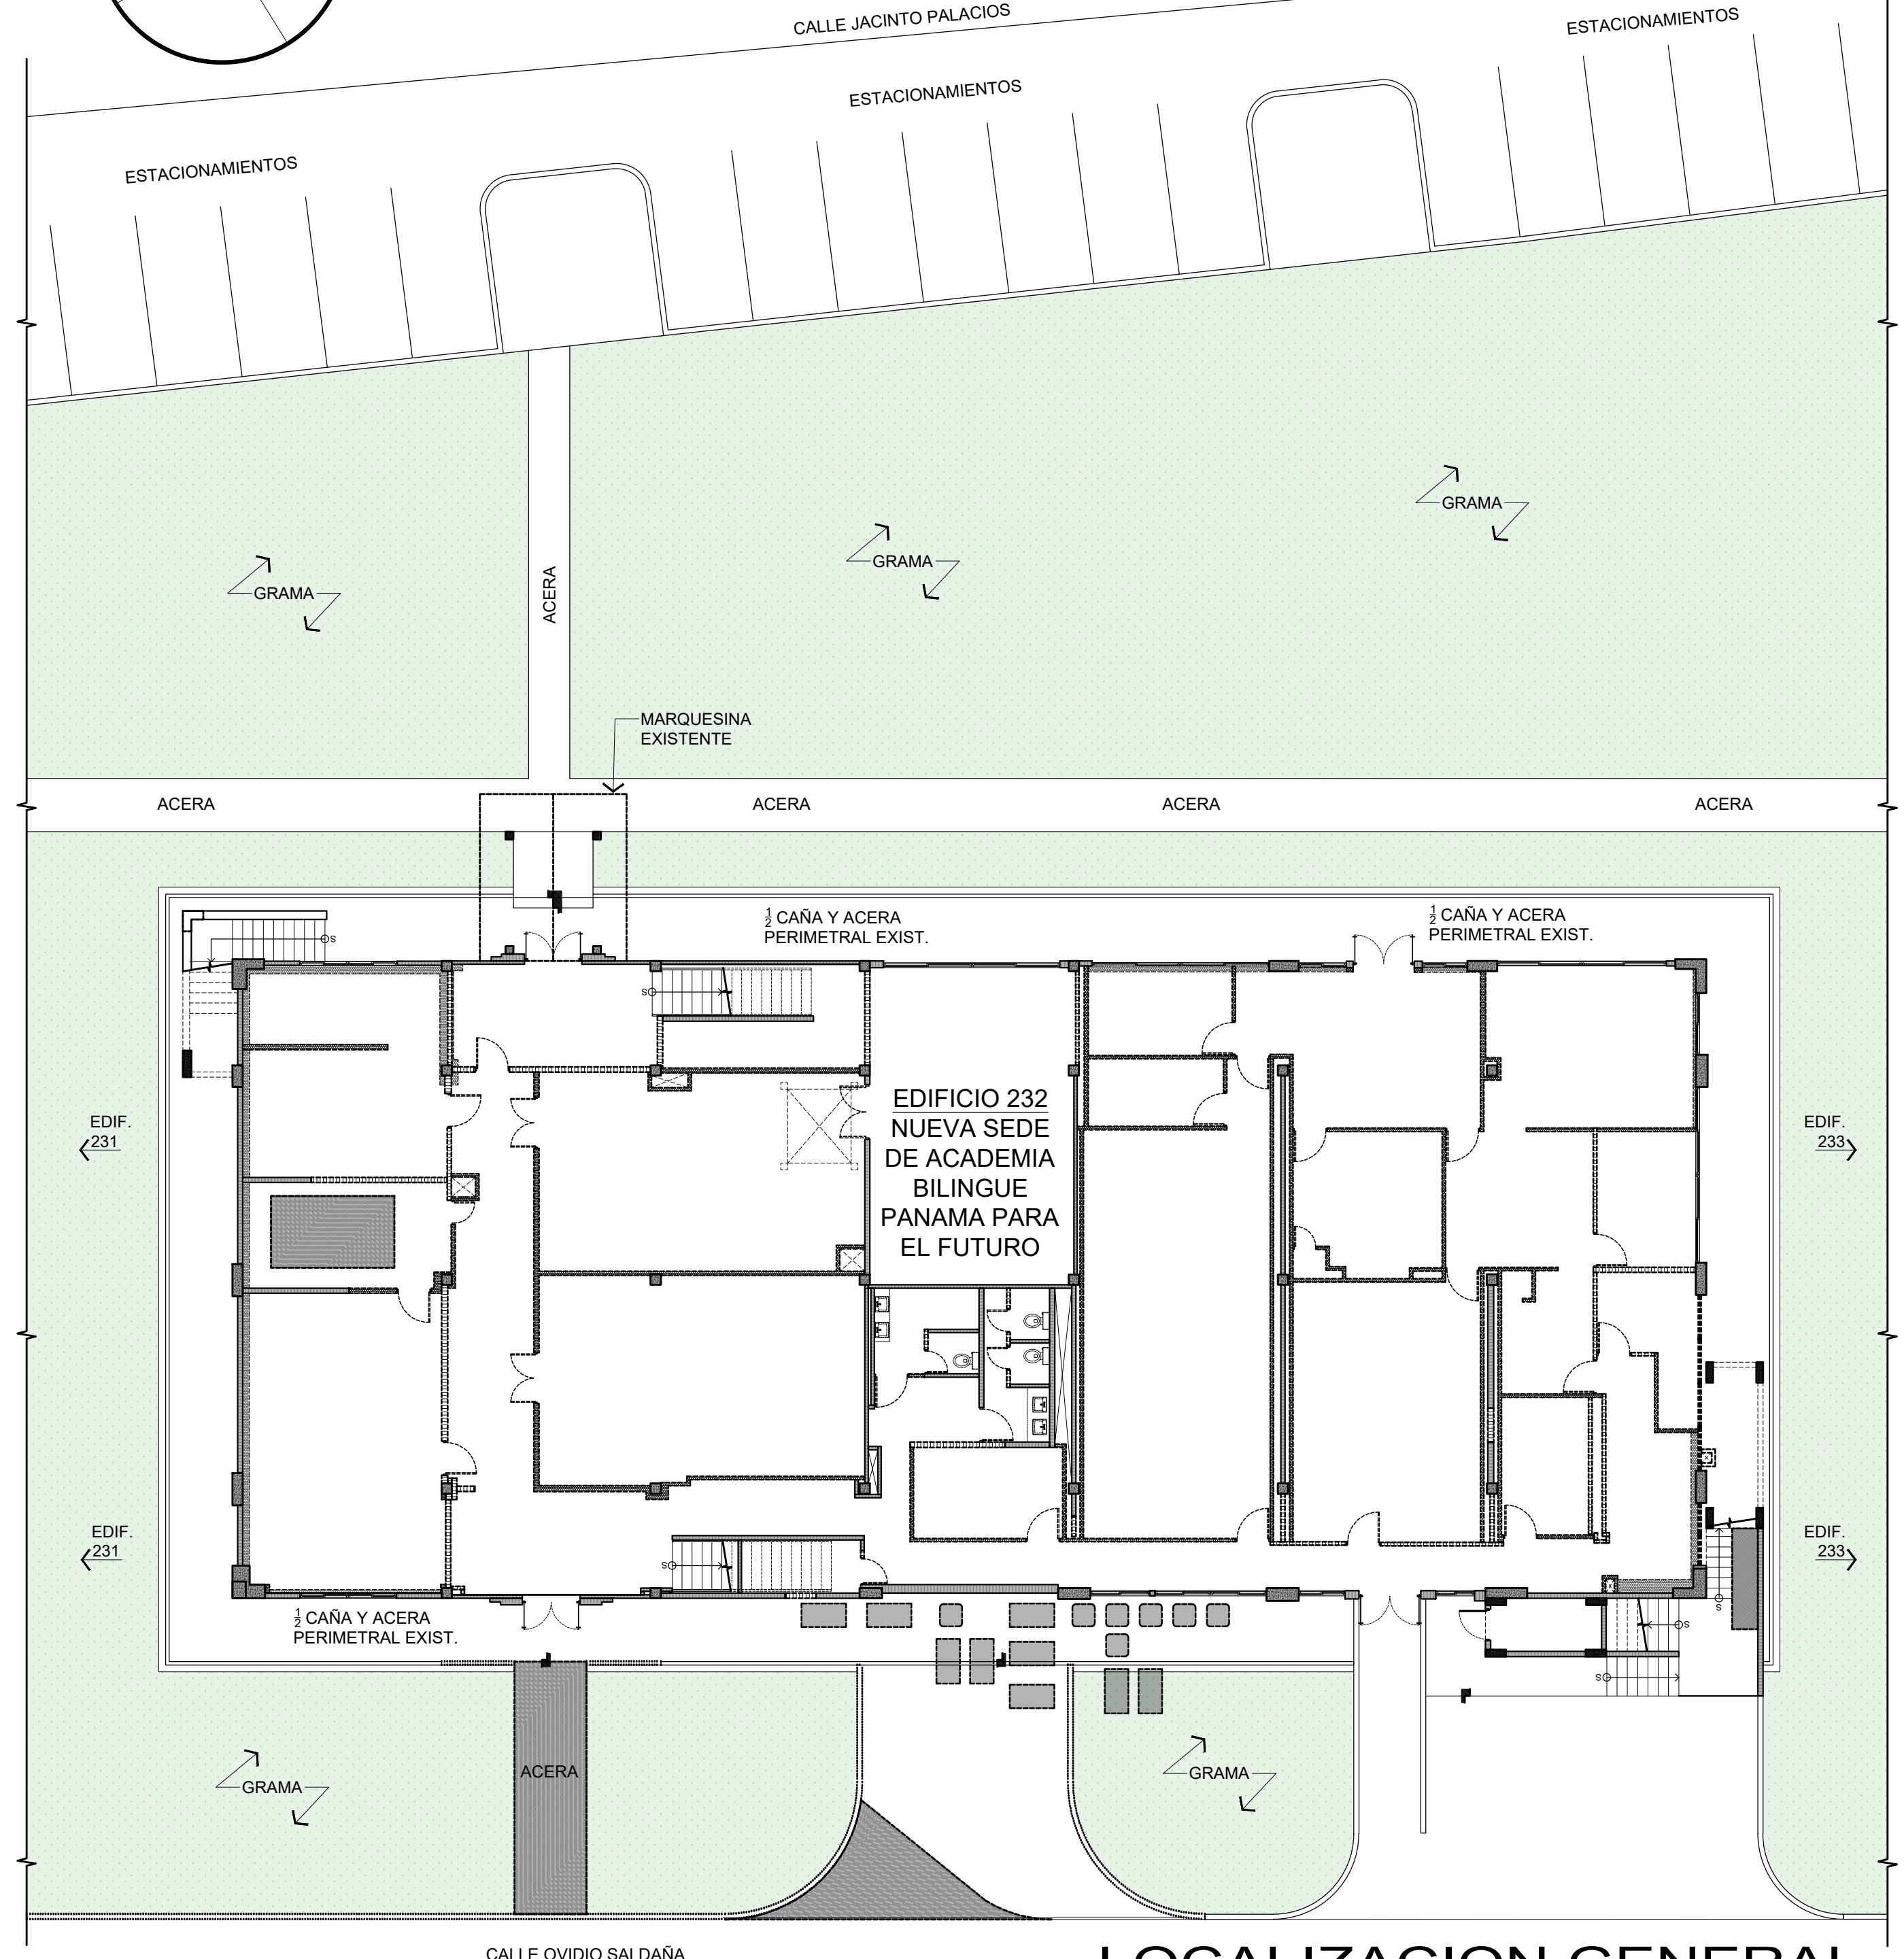 CALLE JACINTO PALACIOS
ESTACIONAMIENTOS
ESTACIONAMIENTOS
ESTACIONAMIENTOS
GRAMA
GRAMA
GRAMA
ACERA
MARQUESINA
EXISTENTE
ACERA
ACERA
ACERA
ACERA
½ CAÑA Y ACERA
PERIMETRAL EXIST.
½ CAÑA Y ACERA
PERIMETRAL EXIST.
S
S
EDIFICIO 232
NUEVA SEDE
DE ACADEMIA
BILINGUE
PANAMA PARA
EL FUTURO
EDIF.
231
EDIF.
233
EDIF.
231
EDIF.
233
S
S
S
S
½ CAÑA Y ACERA
PERIMETRAL EXIST.
ACERA
GRAMA
GRAMA
CALLE OVIDIO SALDAÑA
LOCALIZACION GENERAL